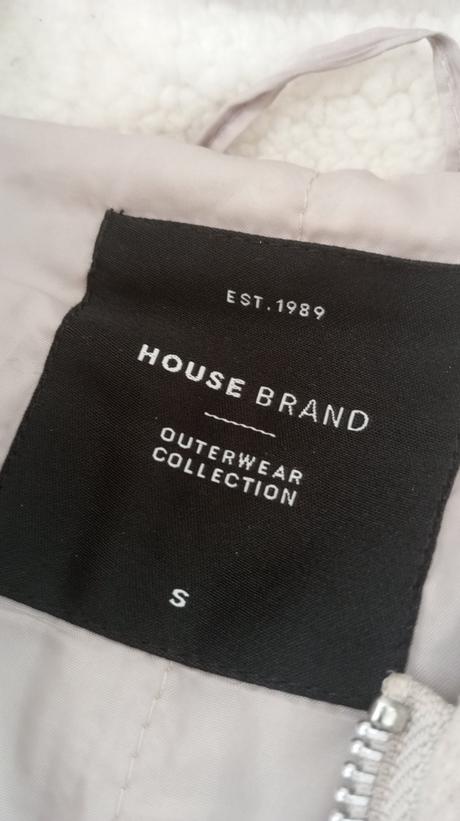 EST.1989
HOUSE BRAND
OUTERWEAR
COLLECTION
S